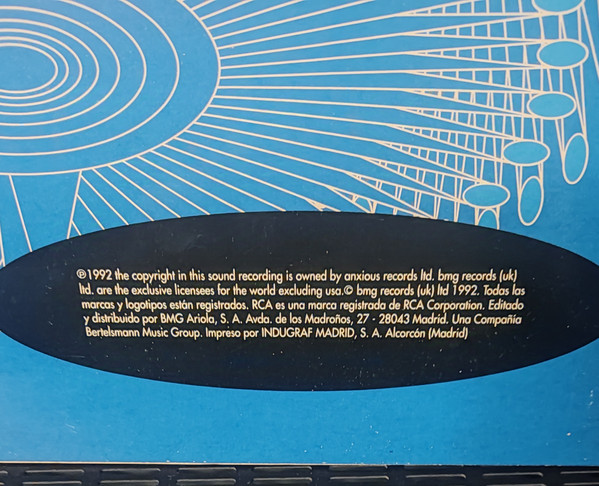 ℗1992 the copyright in this sound recording is owned by anxious records ltd. bmg records (uk)
ltd. are the exclusive licensees for the world excluding usa.© bmg records (uk) ltd 1992. Todas las
marcas y logotipos están registrados. RCA es una marca registrada de RCA Corporation. Editado
y distribuido por BMG Ariola, S. A. Avda. de los Madroños, 27 - 28043 Madrid. Una Compañia
Bertelsmann Music Group. Impreso por INDUGRAF MADRID, S. A. Alcorcón (Madrid)